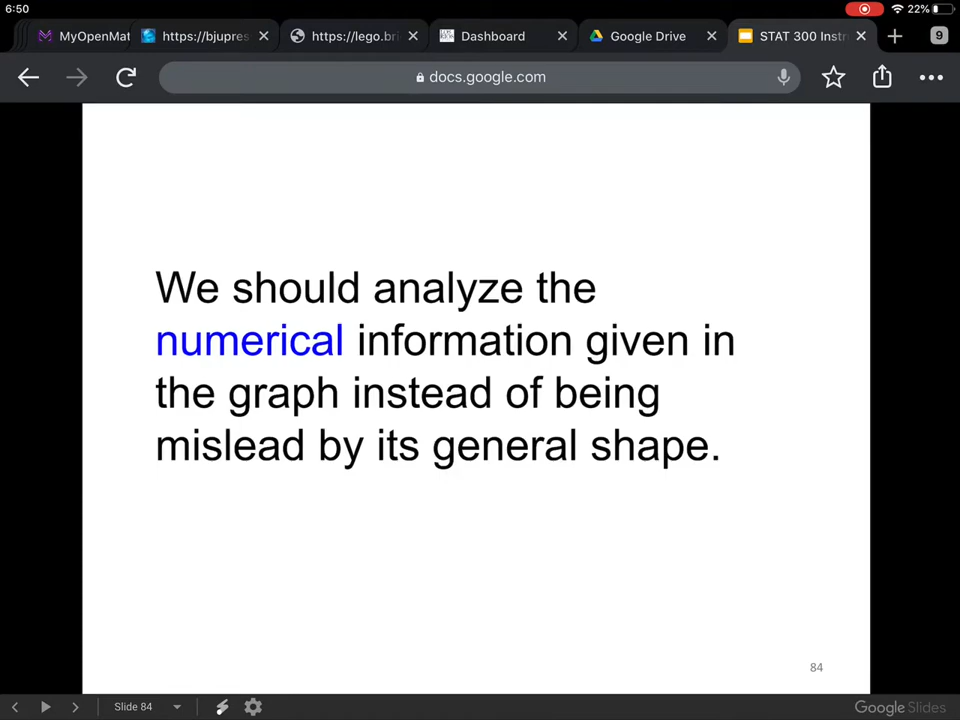 6:50
22%
MyOpenMat
https://bjupres
https://lego.bri
Dashboard
Google Drive
STAT 300 Instr
9
docs.google.com
We should analyze the
numerical information given in
the graph instead of being
mislead by its general shape.
84
Slide 84
Google Slides